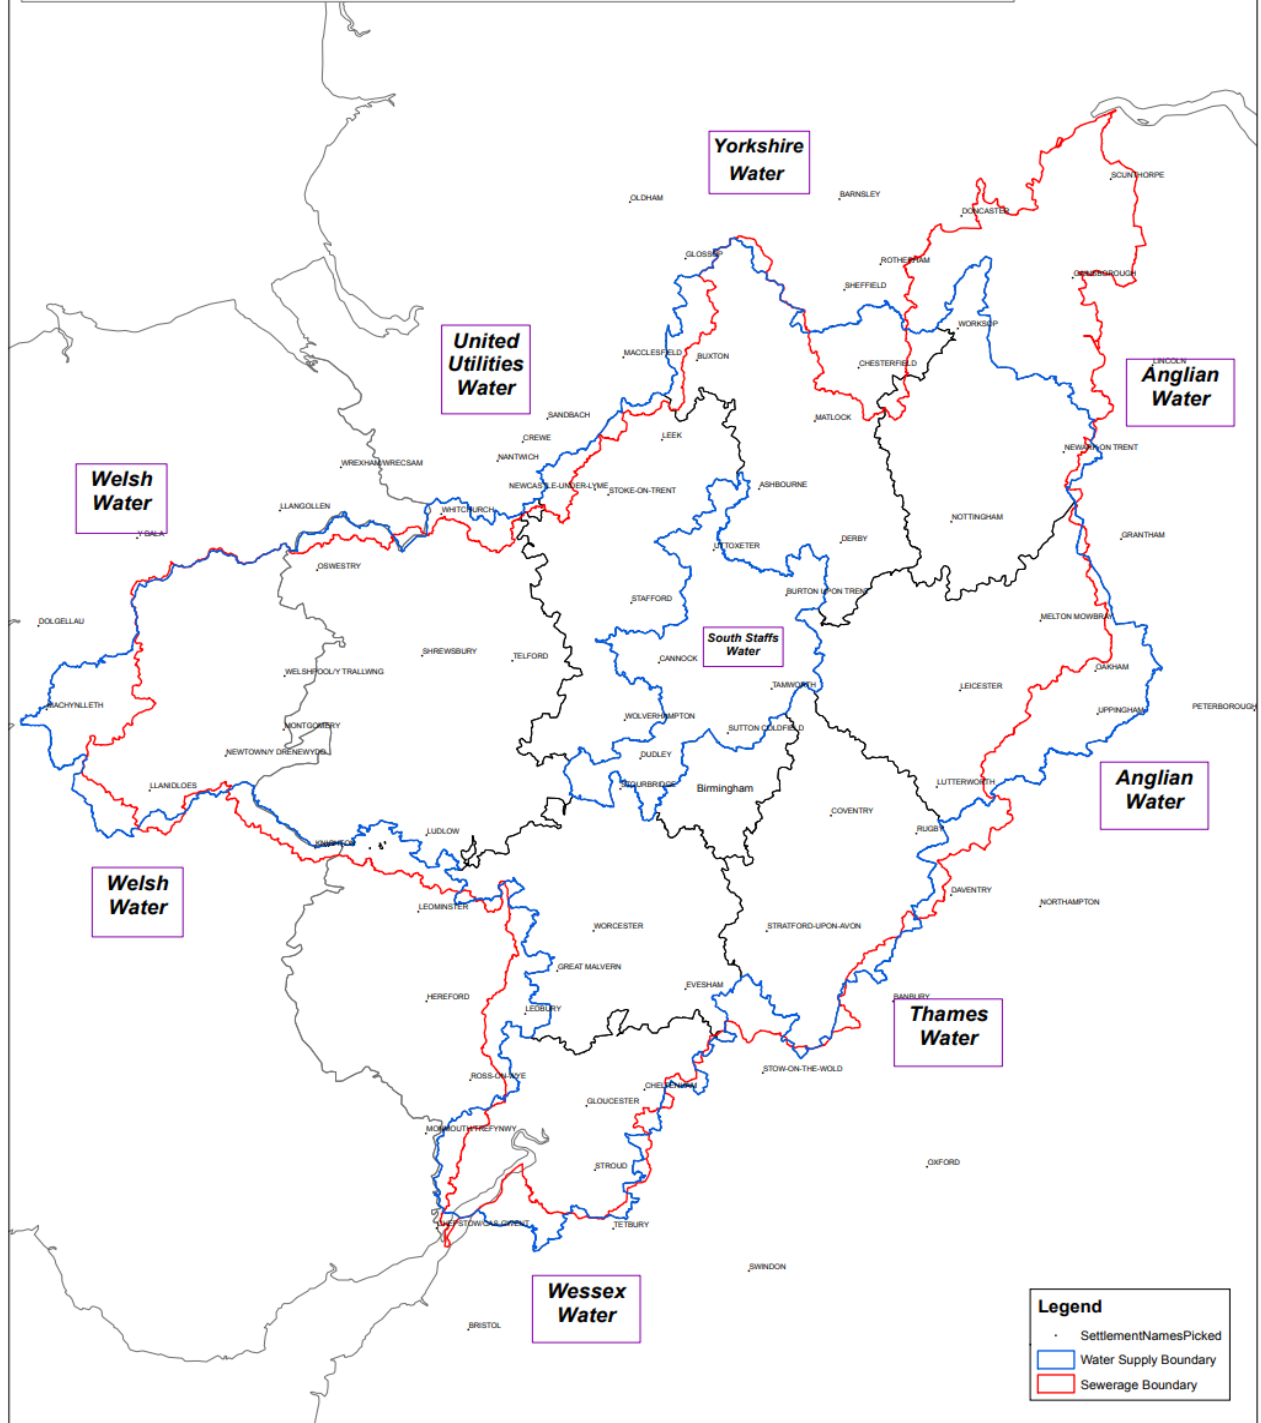 Yorkshire
Water
OLDHAM
BARNSLEY
SCUNTHORPE
DONCASTER
GLOSSOP
ROTHERHAM
GAINSBOROUGH
SHEFFIELD
WORKSOP
United
Utilities
Water
MACCLESFIELD
BUXTON
CHESTERFIELD
LINCOLN
Anglian
Water
SANDBACH
MATLOCK
CREWE
LEEK
NEWARK-ON TRENT
NANTWICH
WREXHAM/WRECSAM
Welsh
Water
NEWCASTLE-UNDER-LYME
STOKE-ON-TRENT
ASHBOURNE
LLANGOLLEN
WHITCHURCH
NOTTINGHAM
Y BALA
GRANTHAM
UTTOXETER
DERBY
OSWESTRY
BURTON UPON TRENT
STAFFORD
DOLGELLAU
MELTON MOWBRAY
South Staffs
Water
SHREWSBURY
TELFORD
CANNOCK
OAKHAM
WELSHPOOL/Y TRALLWNG
TAMWORTH
LEICESTER
MACHYNLLETH
PETERBOROUGH
UPPINGHAM
WOLVERHAMPTON
MONTGOMERY
SUTTON COLDFIELD
NEWTOWN/Y DRENEWYDD
DUDLEY
LLANIDLOES
STOURBRIDGE
Birmingham
LUTTERWORTH
Anglian
Water
COVENTRY
RUGBY
LUDLOW
KNIGHTON
Welsh
Water
DAVENTRY
LEOMINSTER
NORTHAMPTON
WORCESTER
STRATFORD-UPON-AVON
GREAT MALVERN
EVESHAM
HEREFORD
BANBURY
LEDBURY
Thames
Water
STOW-ON-THE-WOLD
ROSS-ON-WYE
CHELTENHAM
GLOUCESTER
MONMOUTH/TREFYNWY
STROUD
OXFORD
CHEPSTOW/CAS-GWENT
TETBURY
SWINDON
Wessex
Water
BRISTOL
Legend
SettlementNamesPicked
Water Supply Boundary
Sewerage Boundary